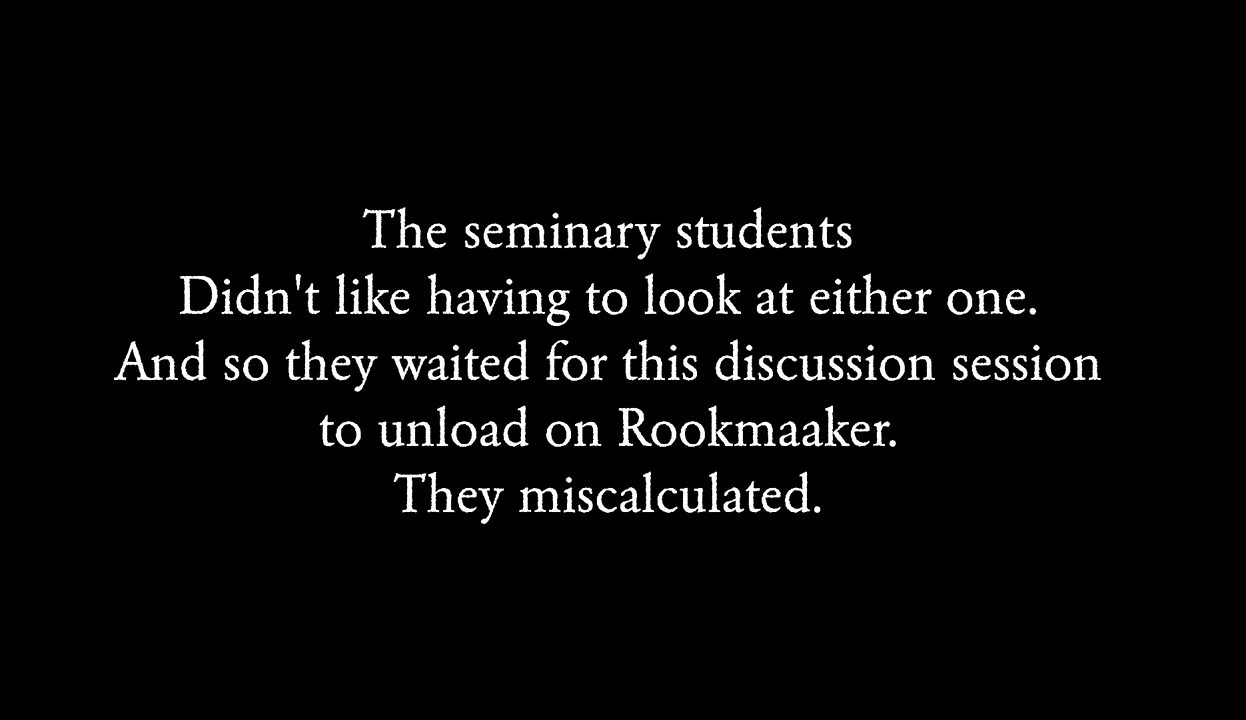 The seminary students
Didn't like having to look at either one.
And so they waited for this discussion session
to unload on Rookmaaker.
They miscalculated.